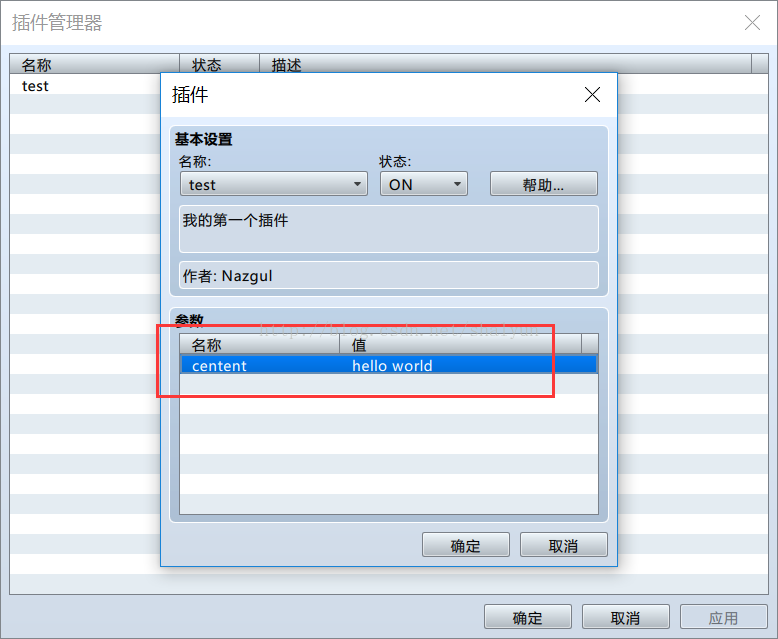 插件管理器
名称 状态 描述
test
插件
基本设置
名称: 状态:
test ON 帮助...
我的第一个插件
作者: Nazgul
参数
名称 值
centent hello world
确定 取消
确定 取消 应用